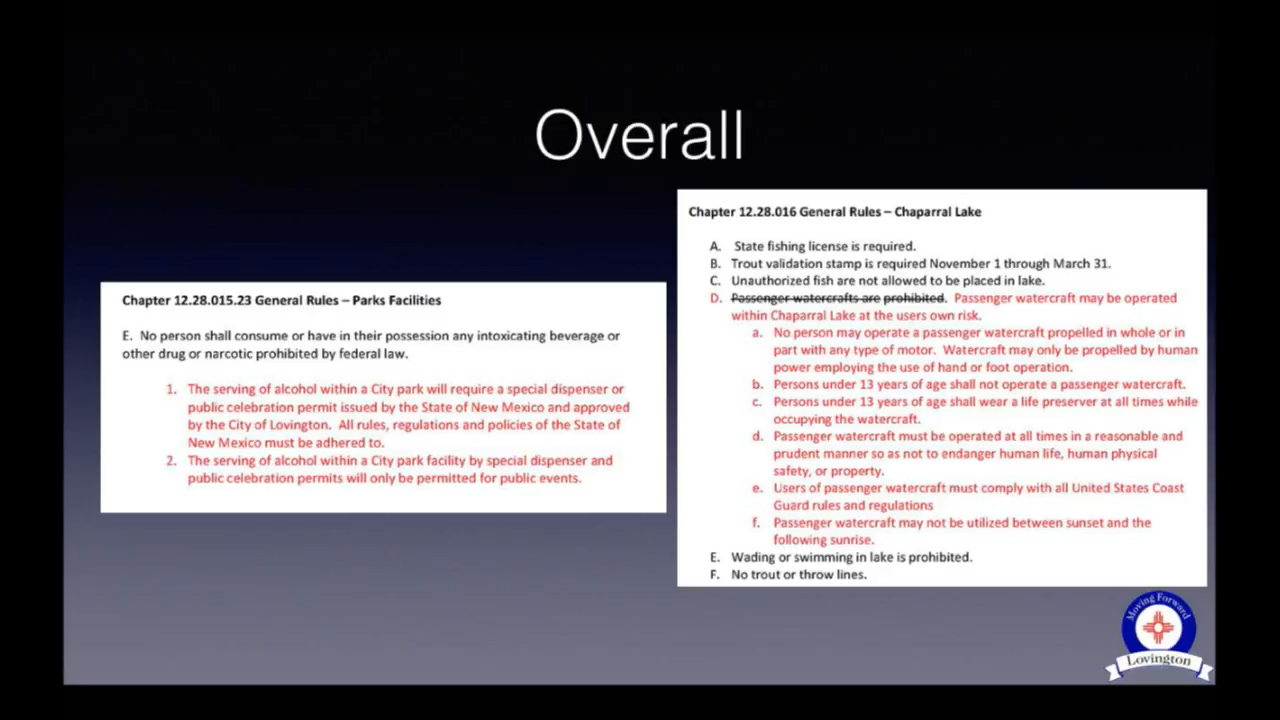 Overall
Chapter 12.28.015.23 General Rules – Parks Facilities
E. No person shall consume or have in their possession any intoxicating beverage or
other drug or narcotic prohibited by federal law.
1. The serving of alcohol within a City park will require a special dispenser or
public celebration permit issued by the State of New Mexico and approved
by the City of Lovington. All rules, regulations and policies of the State of
New Mexico must be adhered to.
2. The serving of alcohol within a City park facility by special dispenser and
public celebration permits will only be permitted for public events.
Chapter 12.28.016 General Rules – Chaparral Lake
A. State fishing license is required.
B. Trout validation stamp is required November 1 through March 31.
C. Unauthorized fish are not allowed to be placed in lake.
D. Passenger watercrafts are prohibited. Passenger watercraft may be operated
within Chaparral Lake at the users own risk.
a. No person may operate a passenger watercraft propelled in whole or in
part with any type of motor. Watercraft may only be propelled by human
power employing the use of hand or foot operation.
b. Persons under 13 years of age shall not operate a passenger watercraft.
c. Persons under 13 years of age shall wear a life preserver at all times while
occupying the watercraft.
d. Passenger watercraft must be operated at all times in a reasonable and
prudent manner so as not to endanger human life, human physical
safety, or property.
e. Users of passenger watercraft must comply with all United States Coast
Guard rules and regulations
f. Passenger watercraft may not be utilized between sunset and the
following sunrise.
E. Wading or swimming in lake is prohibited.
F. No trout or throw lines.
Moving Forward
Lovington